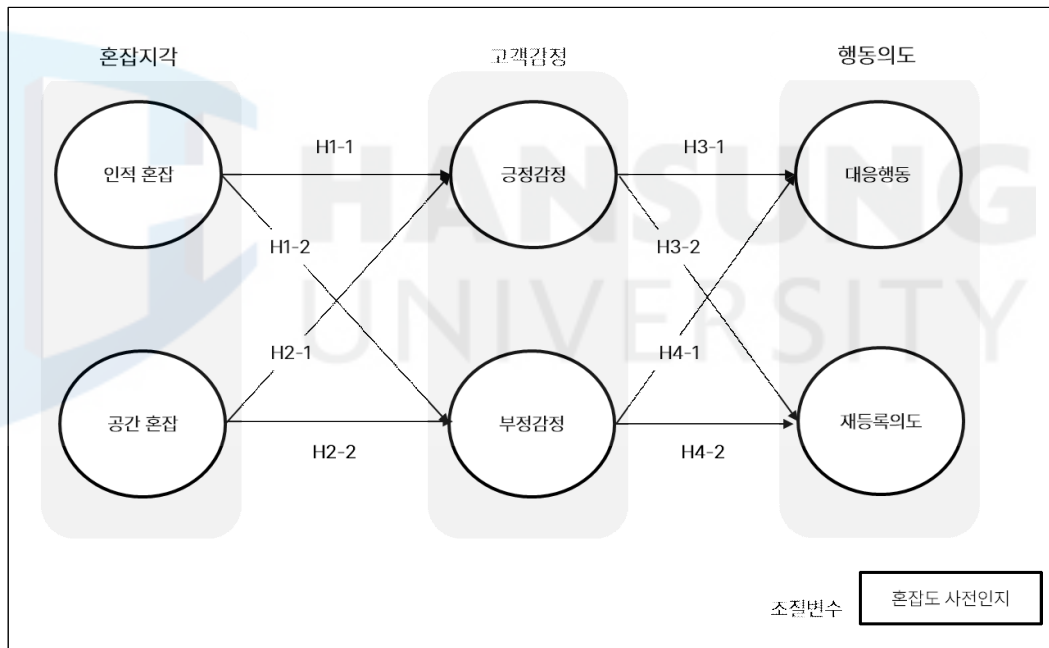 혼잡지각
고객감정
행동의도
인적 혼잡
H1-1
긍정감정
H3-1
대응행동
H1-2
H3-2
HANSUNG
UNIVERSITY
H2-1
H4-1
공간 혼잡
H2-2
부정감정
H4-2
재등록의도
조절변수
혼잡도 사전인지